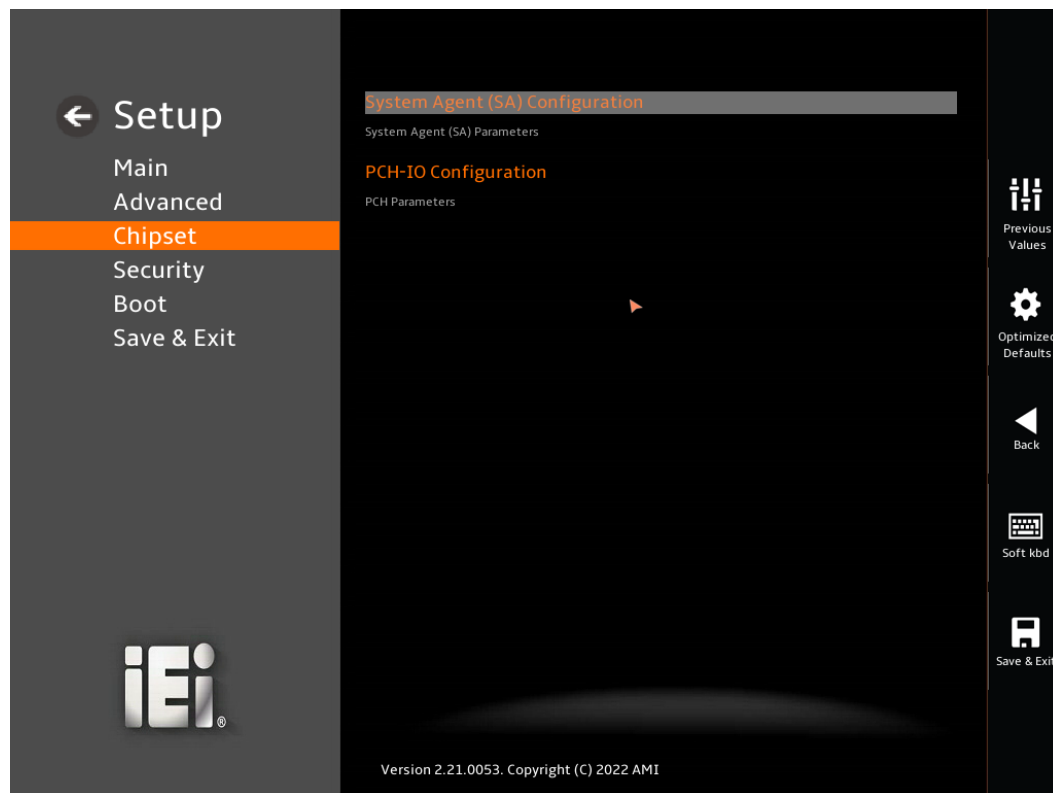 Setup
Main
Advanced
Chipset
Security
Boot
Save & Exit
iEi®
System Agent (SA) Configuration
System Agent (SA) Parameters
PCH-IO Configuration
PCH Parameters
Version 2.21.0053. Copyright (C) 2022 AMI
Previous
Values
Optimized
Defaults
Back
Soft kbd
Save & Exit